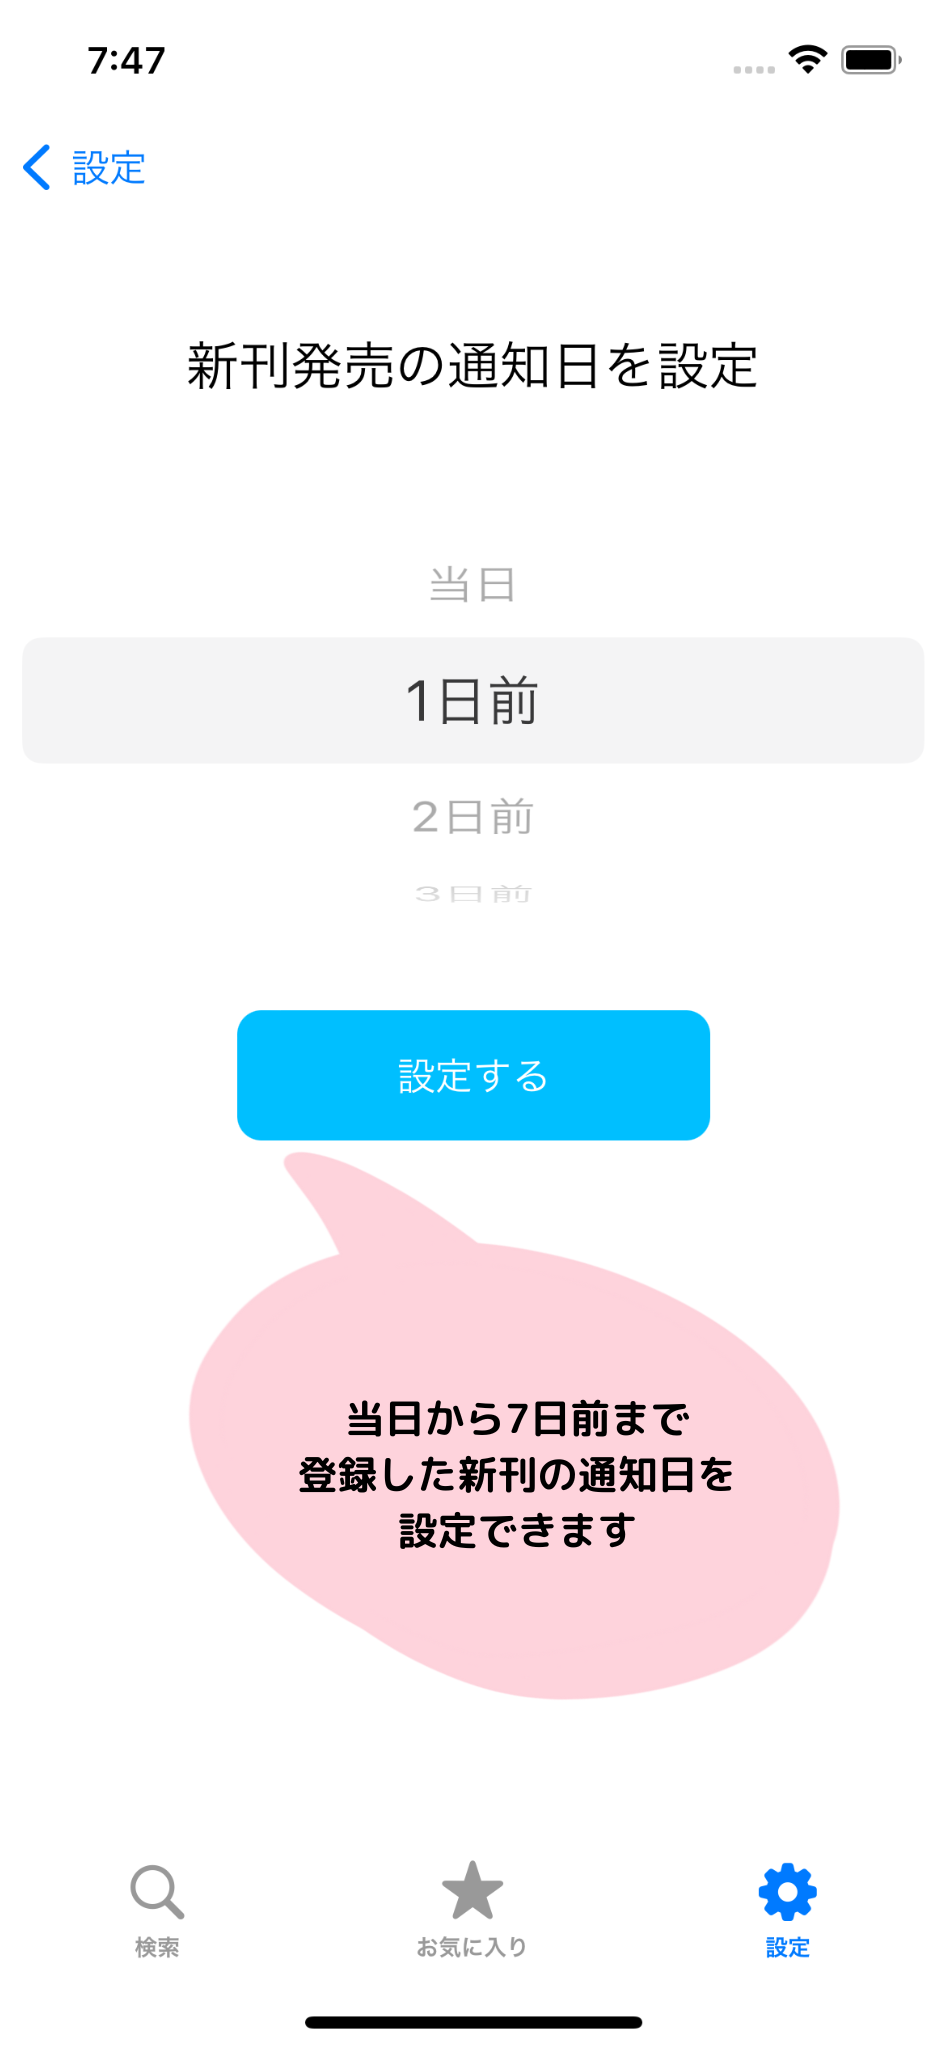 7:47
設定
新刊発売の通知日を設定
当日
1日前
2日前
3日前
設定する
当日から7日前まで
登録した新刊の通知日を
設定できます
検索
お気に入り
設定